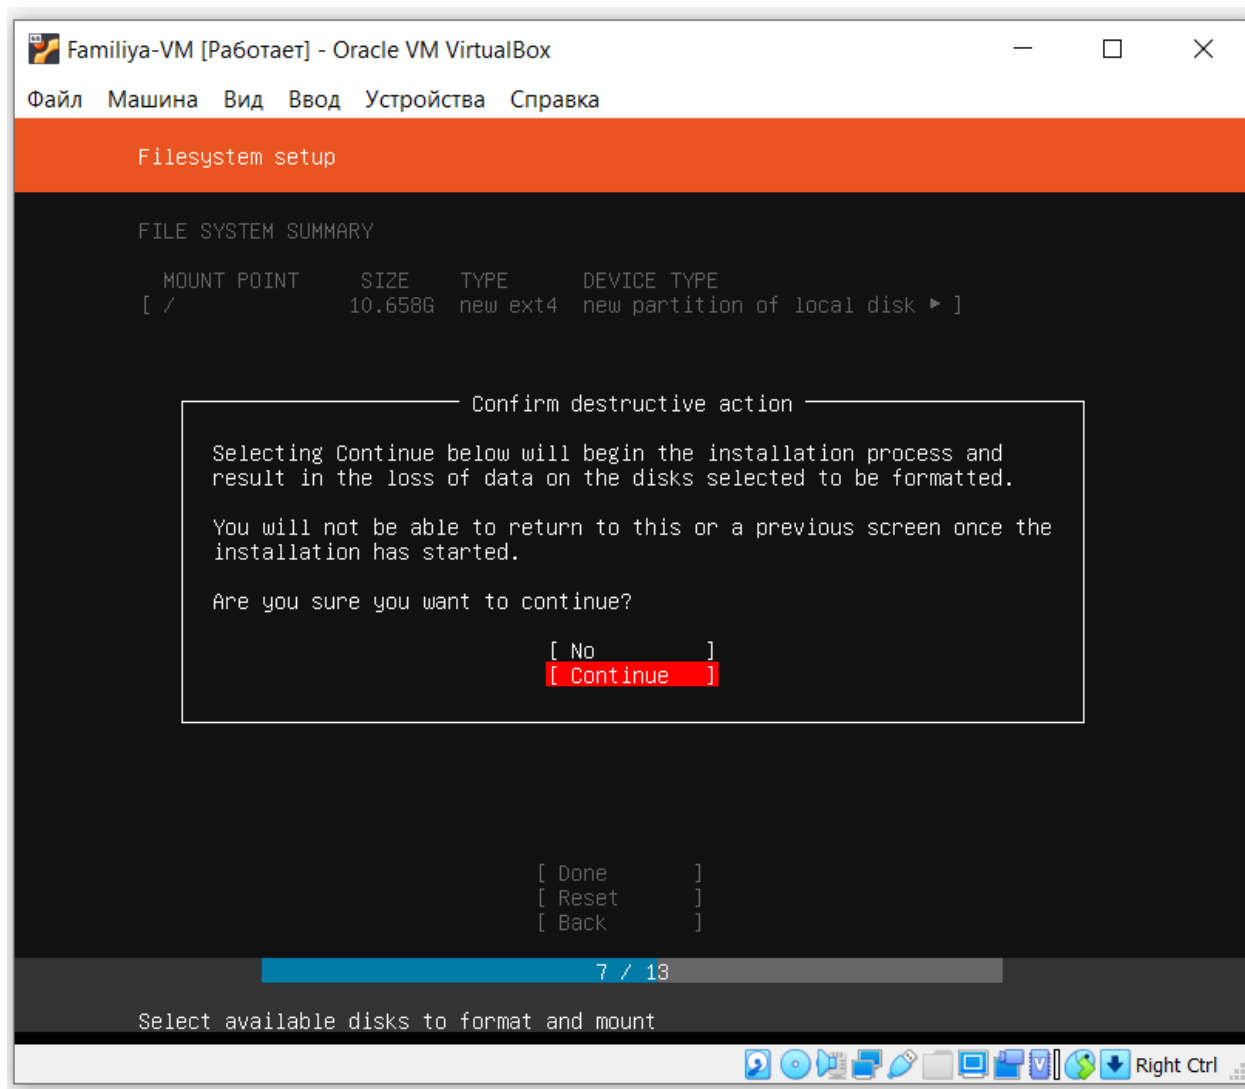 Familiya-VM [Работает] - Oracle VM VirtualBox
Файл Машина Вид Ввод Устройства Справка
Filesystem setup
FILE SYSTEM SUMMARY
MOUNT POINT SIZE TYPE DEVICE TYPE
[ / 10.658G new ext4 new partition of local disk ▸ ]
Confirm destructive action
Selecting Continue below will begin the installation process and
result in the loss of data on the disks selected to be formatted.
You will not be able to return to this or a previous screen once the
installation has started.
Are you sure you want to continue?
[ No ]
[ Continue ]
[ Done ]
[ Reset ]
[ Back ]
7 / 13
Select available disks to format and mount
Right Ctrl